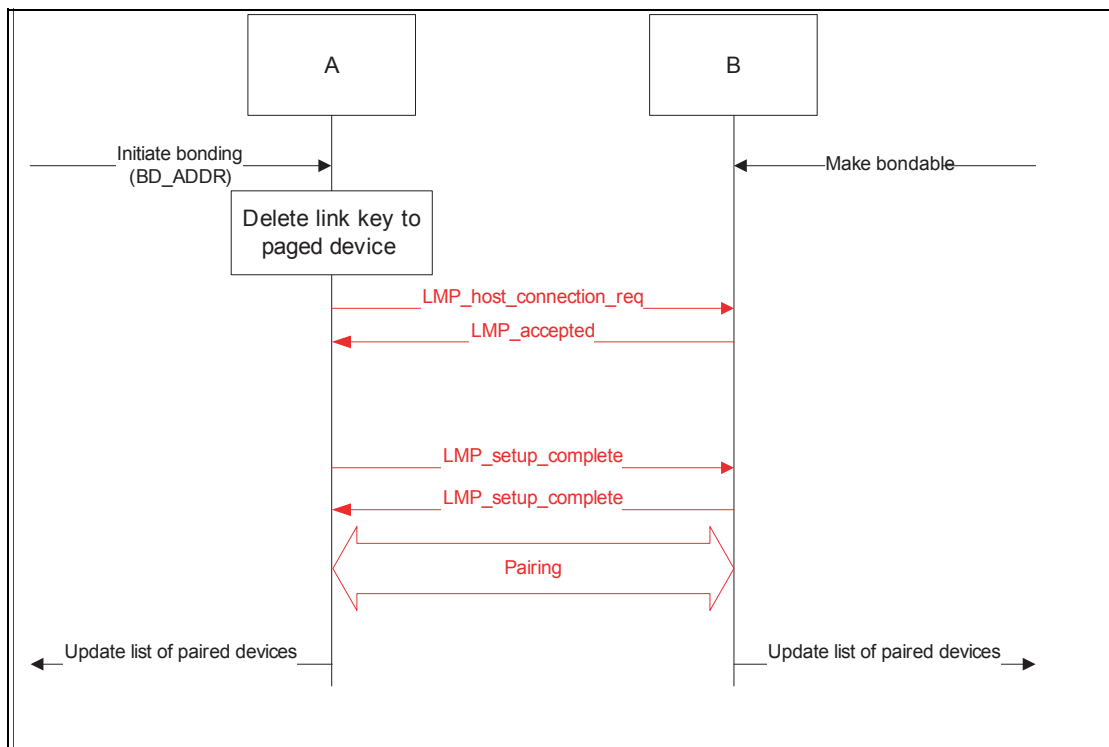 A
B
Initiate bonding
(BD_ADDR)
Make bondable
Delete link key to
paged device
LMP_host_connection_req
LMP_accepted
LMP_setup_complete
LMP_setup_complete
Pairing
Update list of paired devices
Update list of paired devices